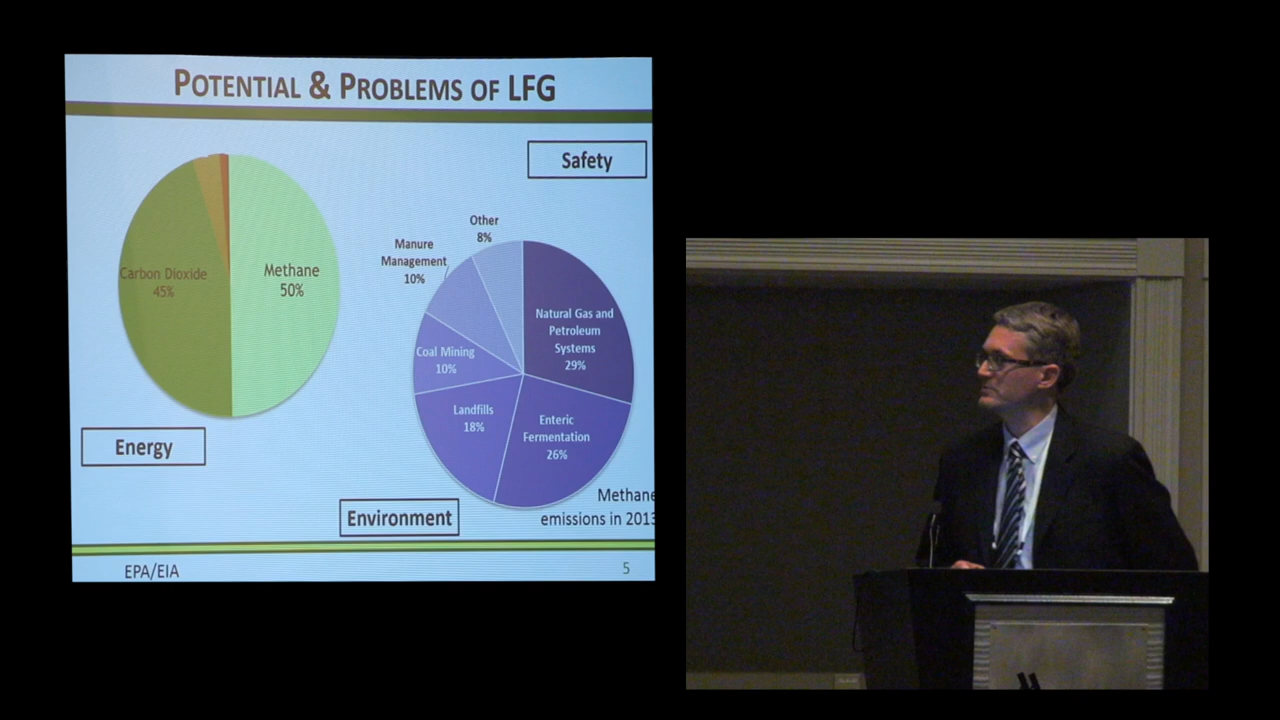 POTENTIAL & PROBLEMS OF LFG
Safety
Carbon Dioxide
45%
Methane
50%
Energy
Other
8%
Manure
Management
10%
Natural Gas and
Petroleum
Systems
29%
Coal Mining
10%
Landfills
18%
Enteric
Fermentation
26%
Environment
Methane
emissions in 2013
EPA/EIA
5